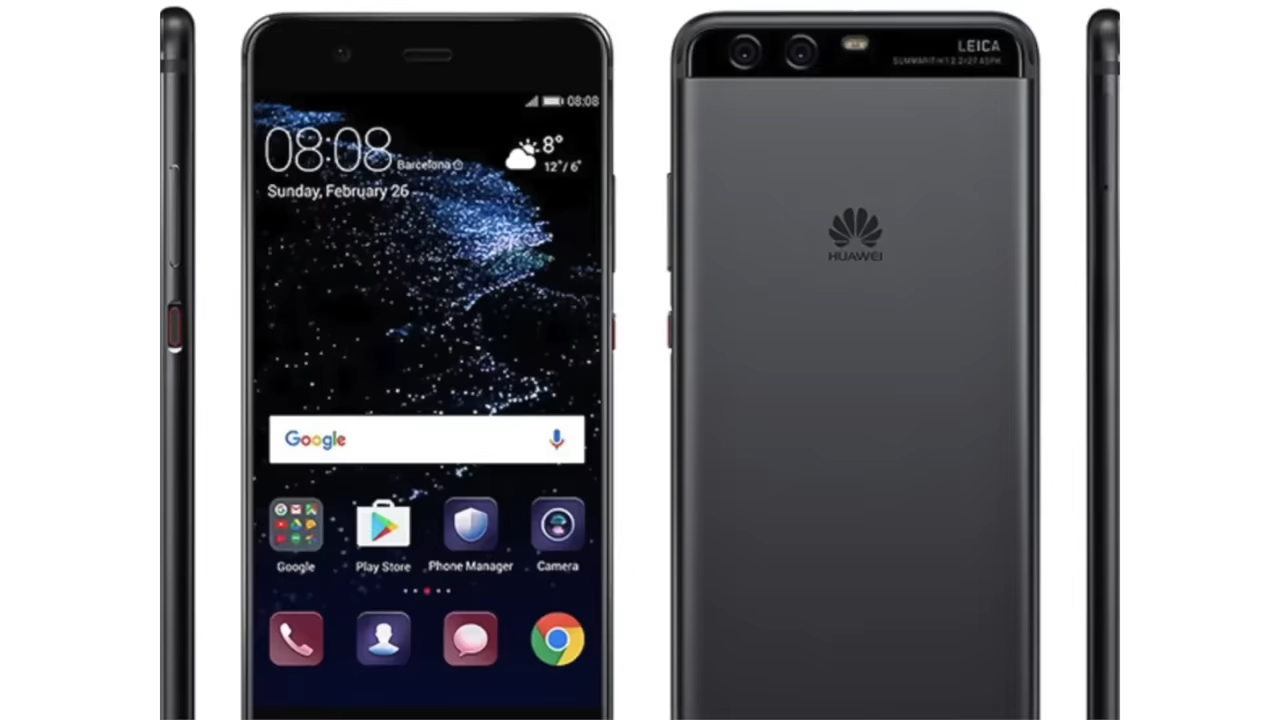 08:08
08:08
Barcelona
8°
12°/6°
Sunday, February 26
Google
Google
Play Store
Phone Manager
Camera
LEICA
HUAWEI